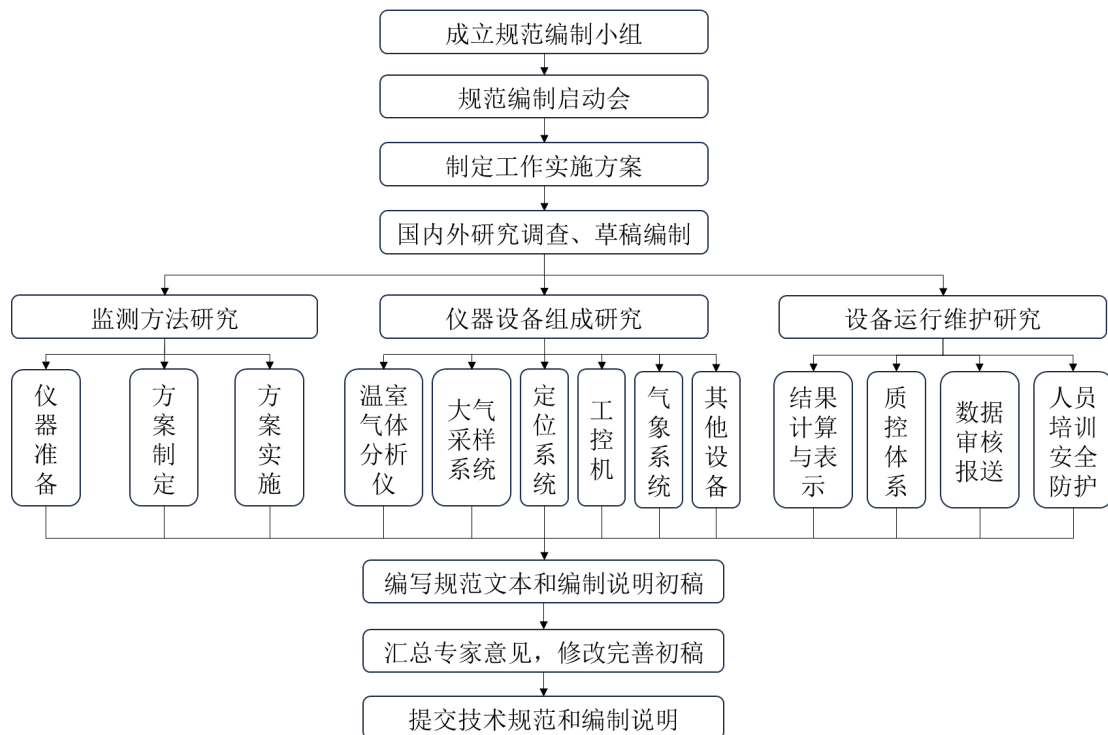 成立规范编制小组
规范编制启动会
制定工作实施方案
国内外研究调查、草稿编制
监测方法研究
仪器设备组成研究
设备运行维护研究
仪器准备
方案制定
方案实施
温室
气体
分析
仪
大气
采样
系统
定位系统
工控机
气象系统
其他设备
结果
计算
与表
示
质控体系
数据
审核
报送
人员
培训
安全
防护
编写规范文本和编制说明初稿
汇总专家意见，修改完善初稿
提交技术规范和编制说明